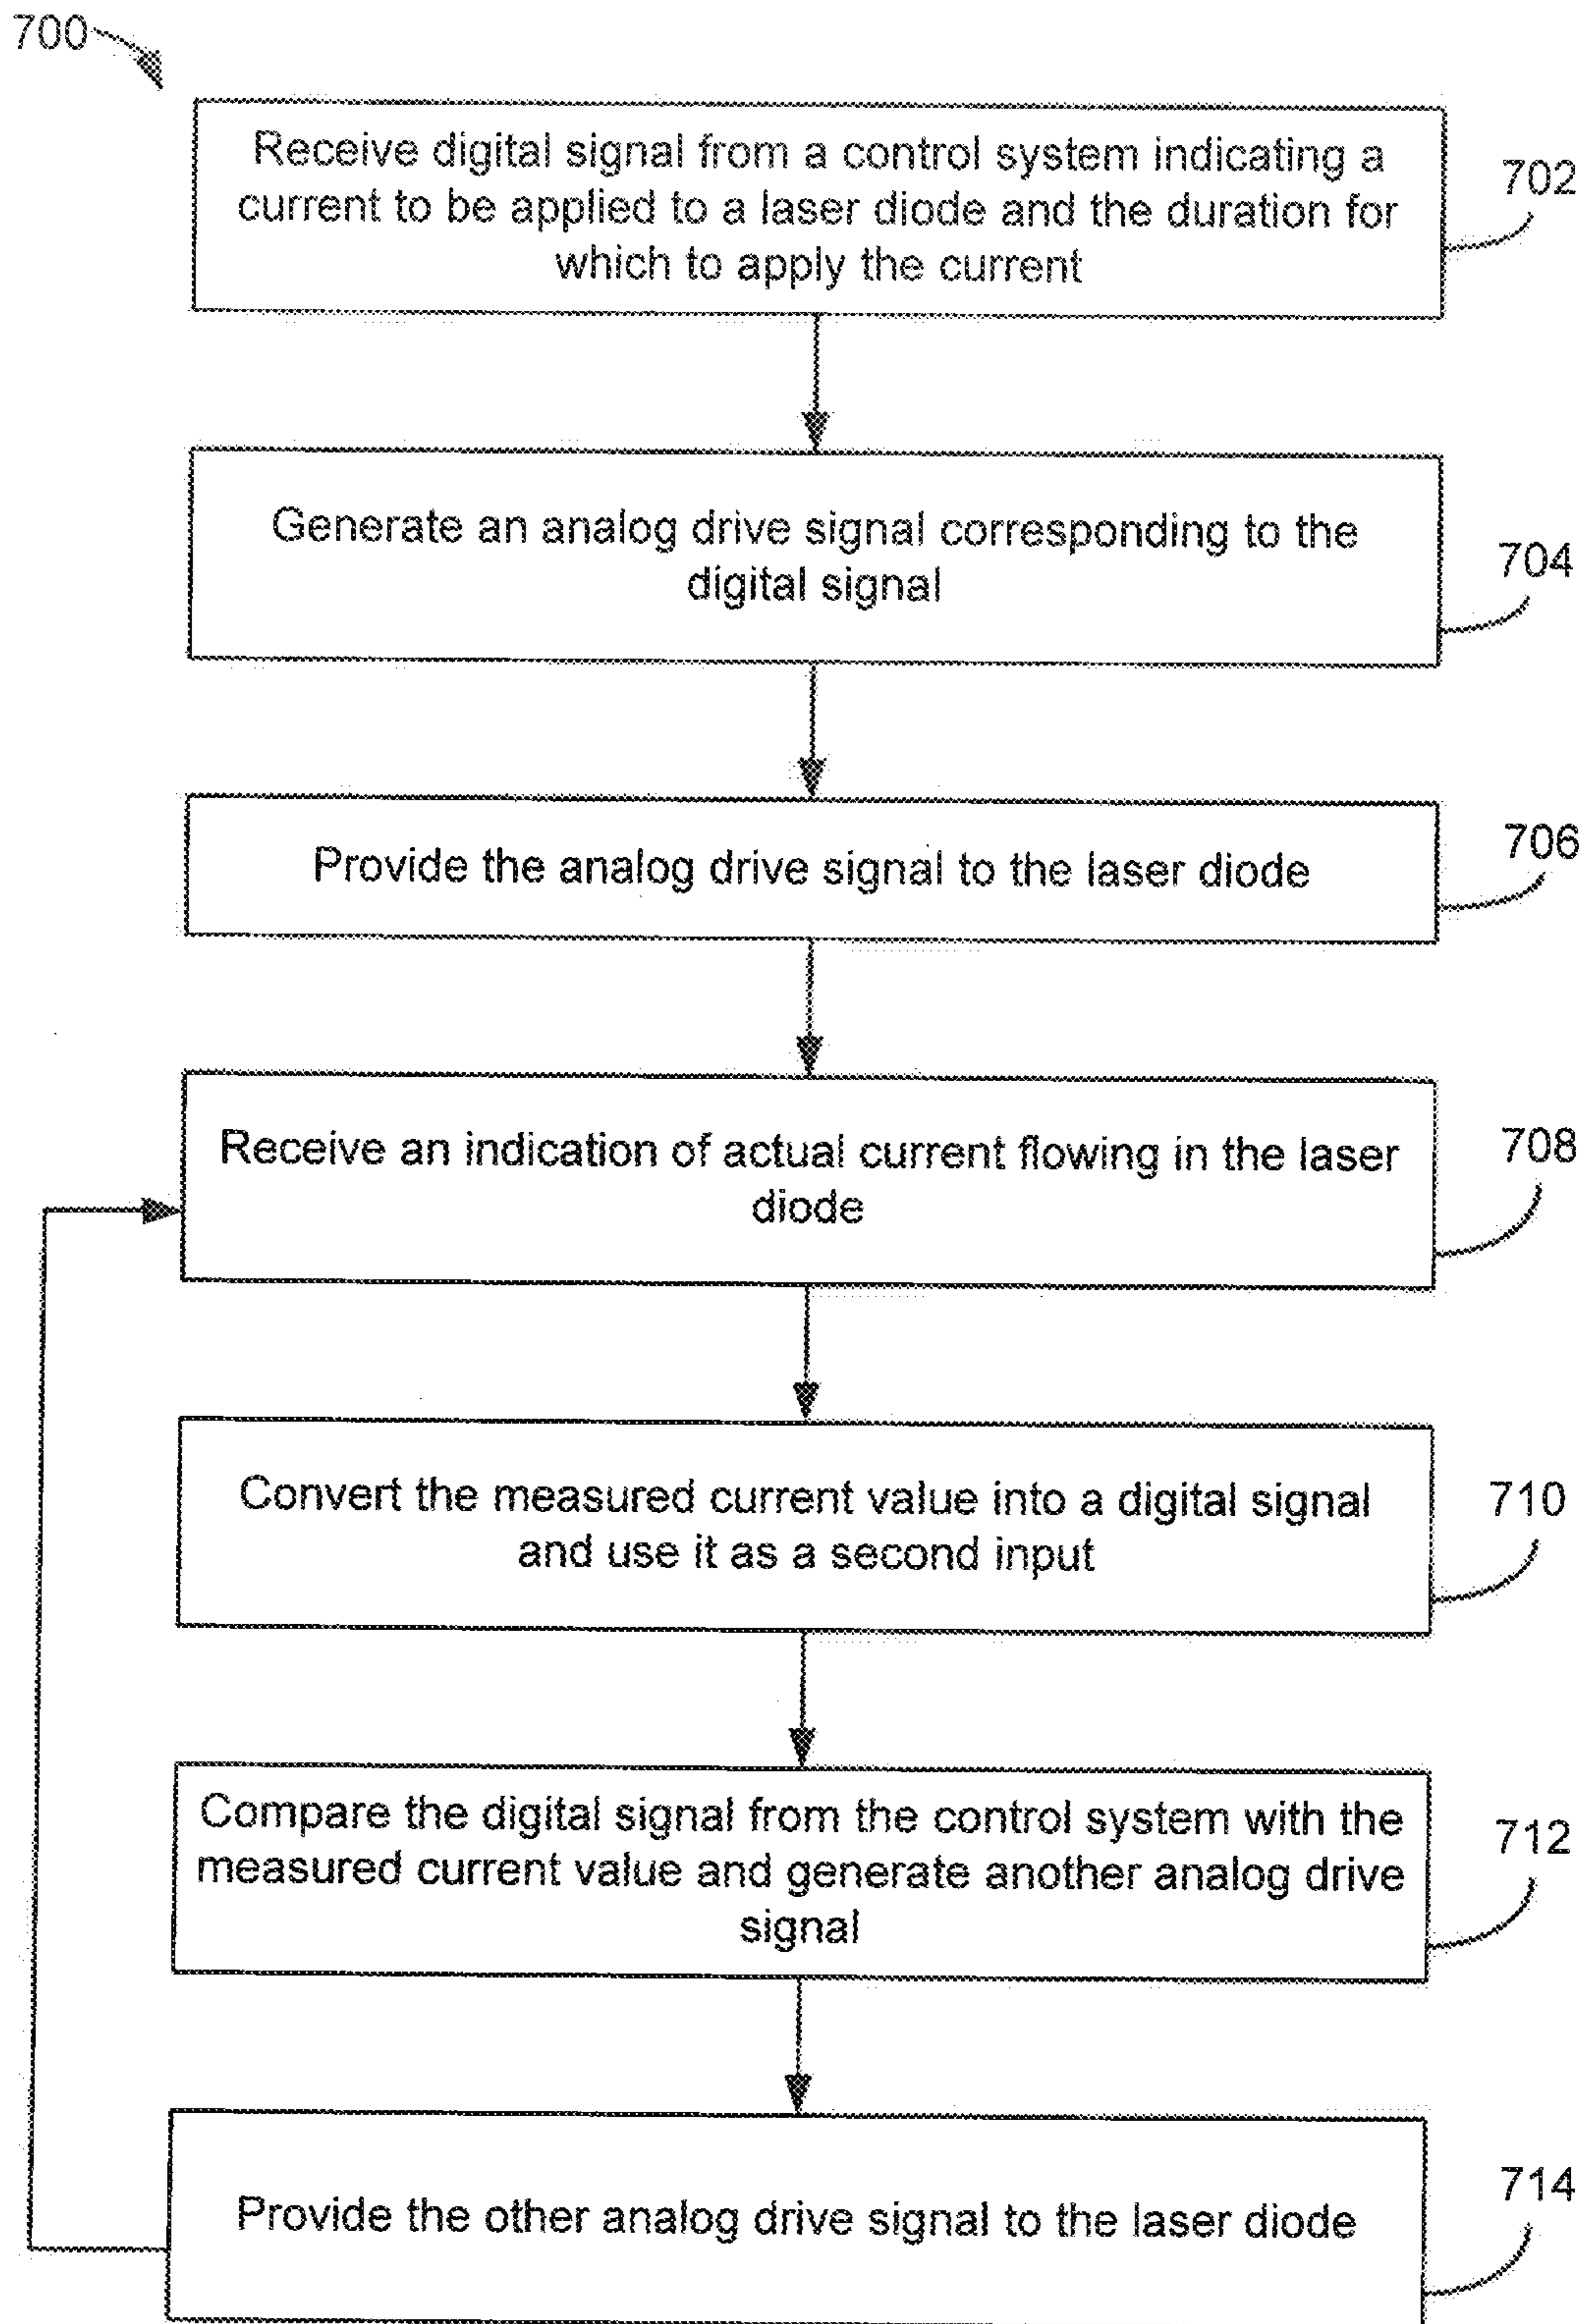 700
Receive digital signal from a control system indicating a
current to be applied to a laser diode and the duration for
which to apply the current
702
Generate an analog drive signal corresponding to the
digital signal
704
Provide the analog drive signal to the laser diode
706
Receive an indication of actual current flowing in the laser
diode
708
Convert the measured current value into a digital signal
and use it as a second input
710
Compare the digital signal from the control system with the
measured current value and generate another analog drive
signal
712
Provide the other analog drive signal to the laser diode
714